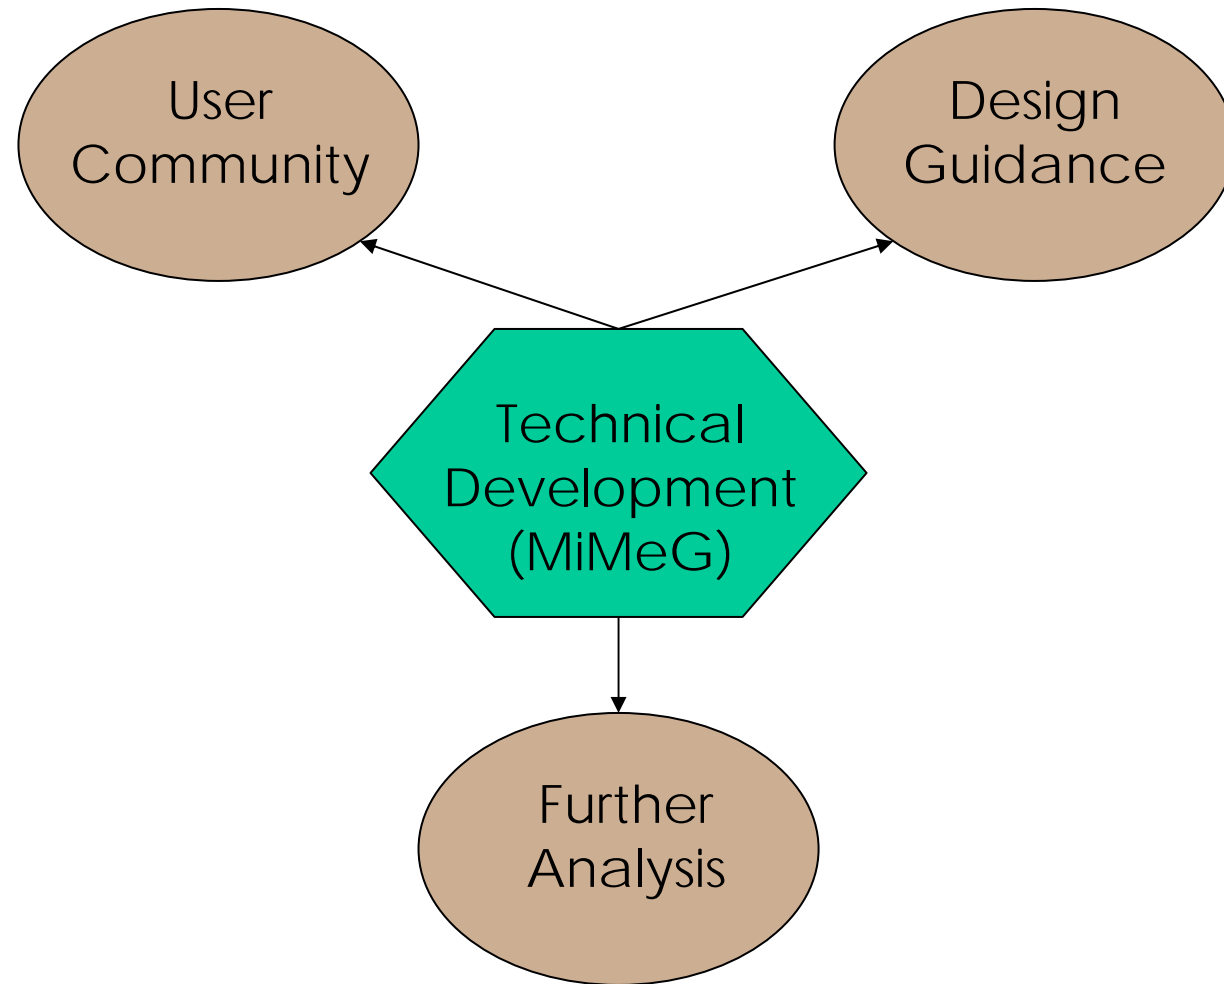 User
Community
Design
Guidance
Technical
Development
(MiMeG)
Further
Analysis